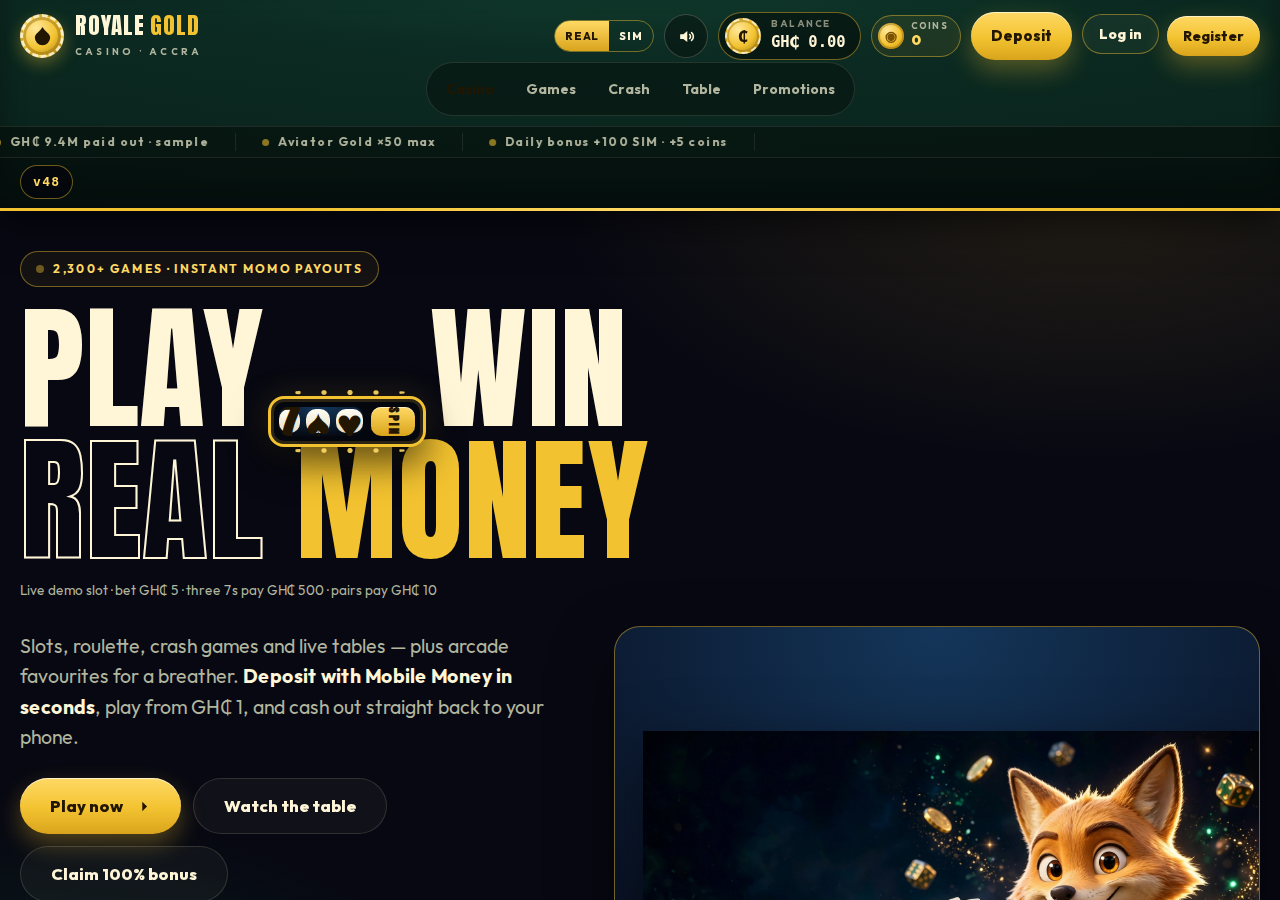 ROYALE GOLD
CASINO · ACCRA
REAL SIM
BALANCE
GH₵ 0.00
COINS
0
Deposit
Log in
Register
Games Crash Table Promotions
GH₵ 9.4M paid out · sample
Aviator Gold ×50 max
Daily bonus +100 SIM · +5 coins
v48
2,300+ GAMES · INSTANT MOMO PAYOUTS
PLAY WIN
SPIN
REAL MONEY
Live demo slot · bet GH₵ 5 · three 7s pay GH₵ 500 · pairs pay GH₵ 10
Slots, roulette, crash games and live tables — plus arcade
favourites for a breather. Deposit with Mobile Money in
seconds, play from GH₵ 1, and cash out straight back to your
phone.
Play now
Watch the table
Claim 100% bonus